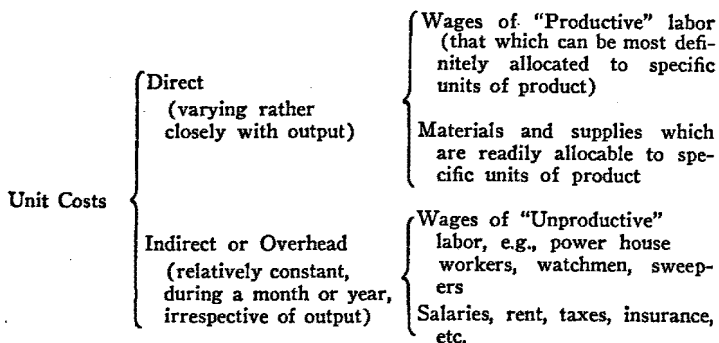 Wages of “Productive” labor
(that which can be most defi-
nitely allocated to specific
units of product)
Direct
(varying rather
closely with output)
Materials and supplies which
are readily allocable to spe-
cific units of product
Unit Costs
Wages of “Unproductive”
labor, e.g., power house
workers, watchmen, sweep-
ers
Indirect or Overhead
(relatively constant,
during a month or year,
irrespective of output)
Salaries, rent, taxes, insurance,
etc.